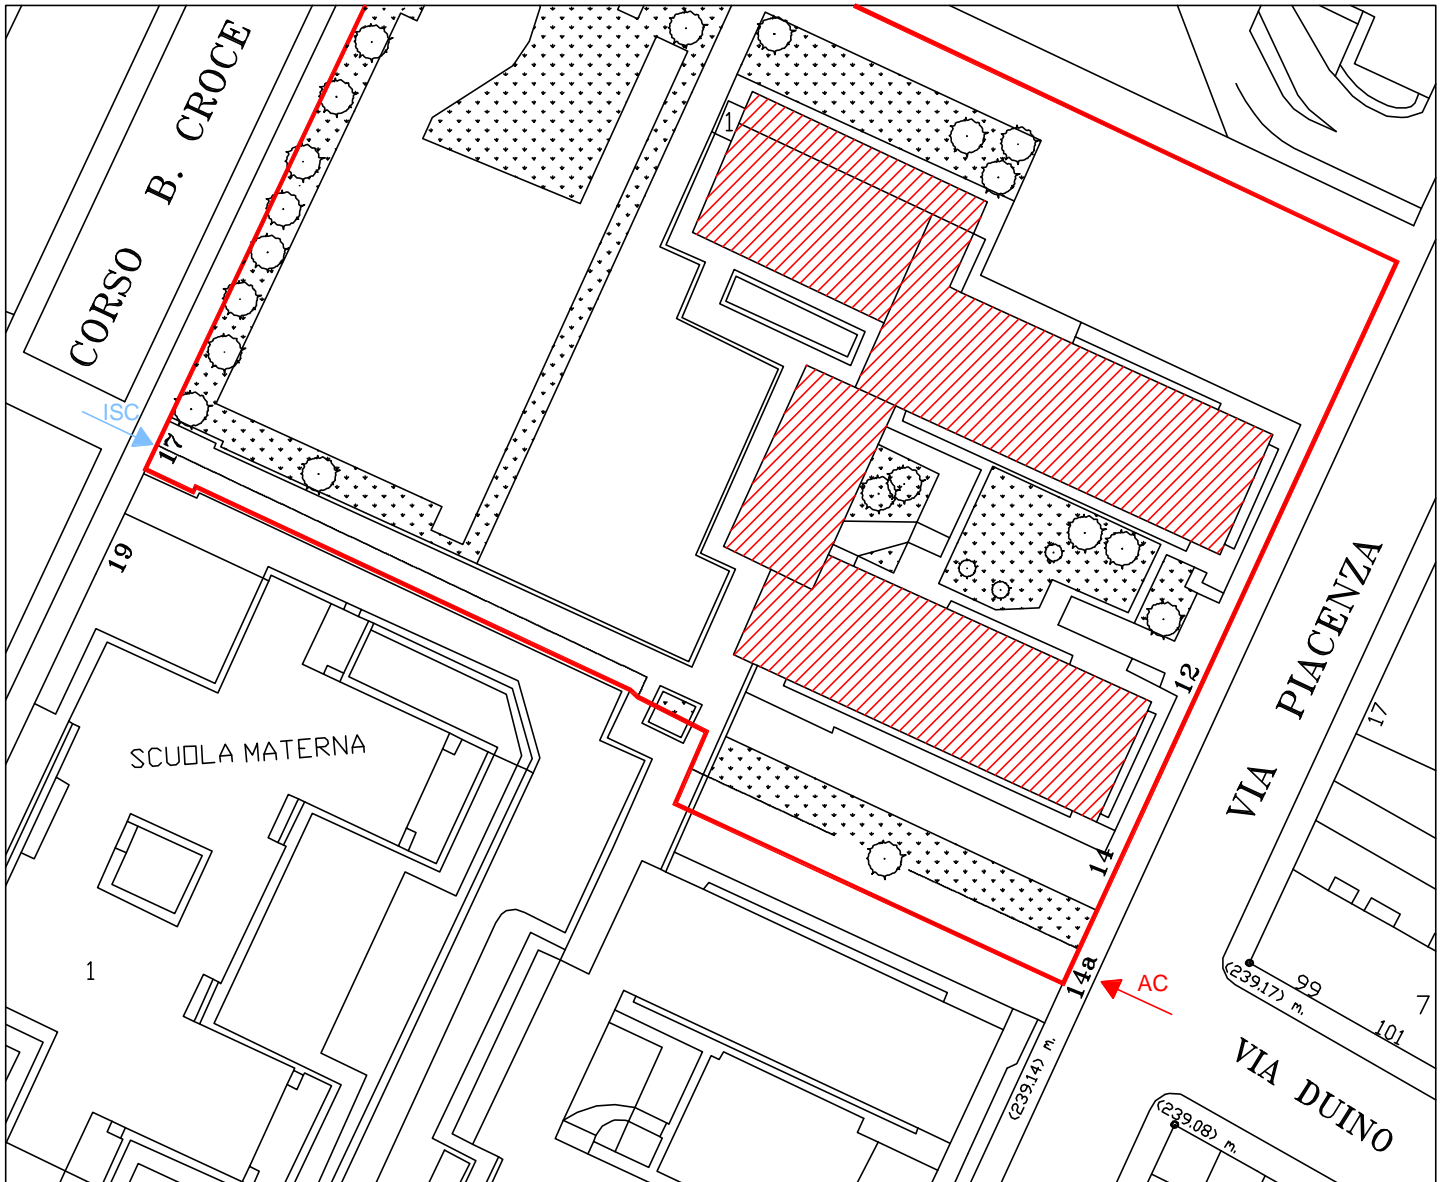 CORSO B. CROCE
1
ISC
17
19
SCUOLA MATERNA
1
12
14
14a
AC
VIA PIACENZA
17
(239.17) m.
99
101
7
(239.14) m.
VIA DUINO
(239.08) m.